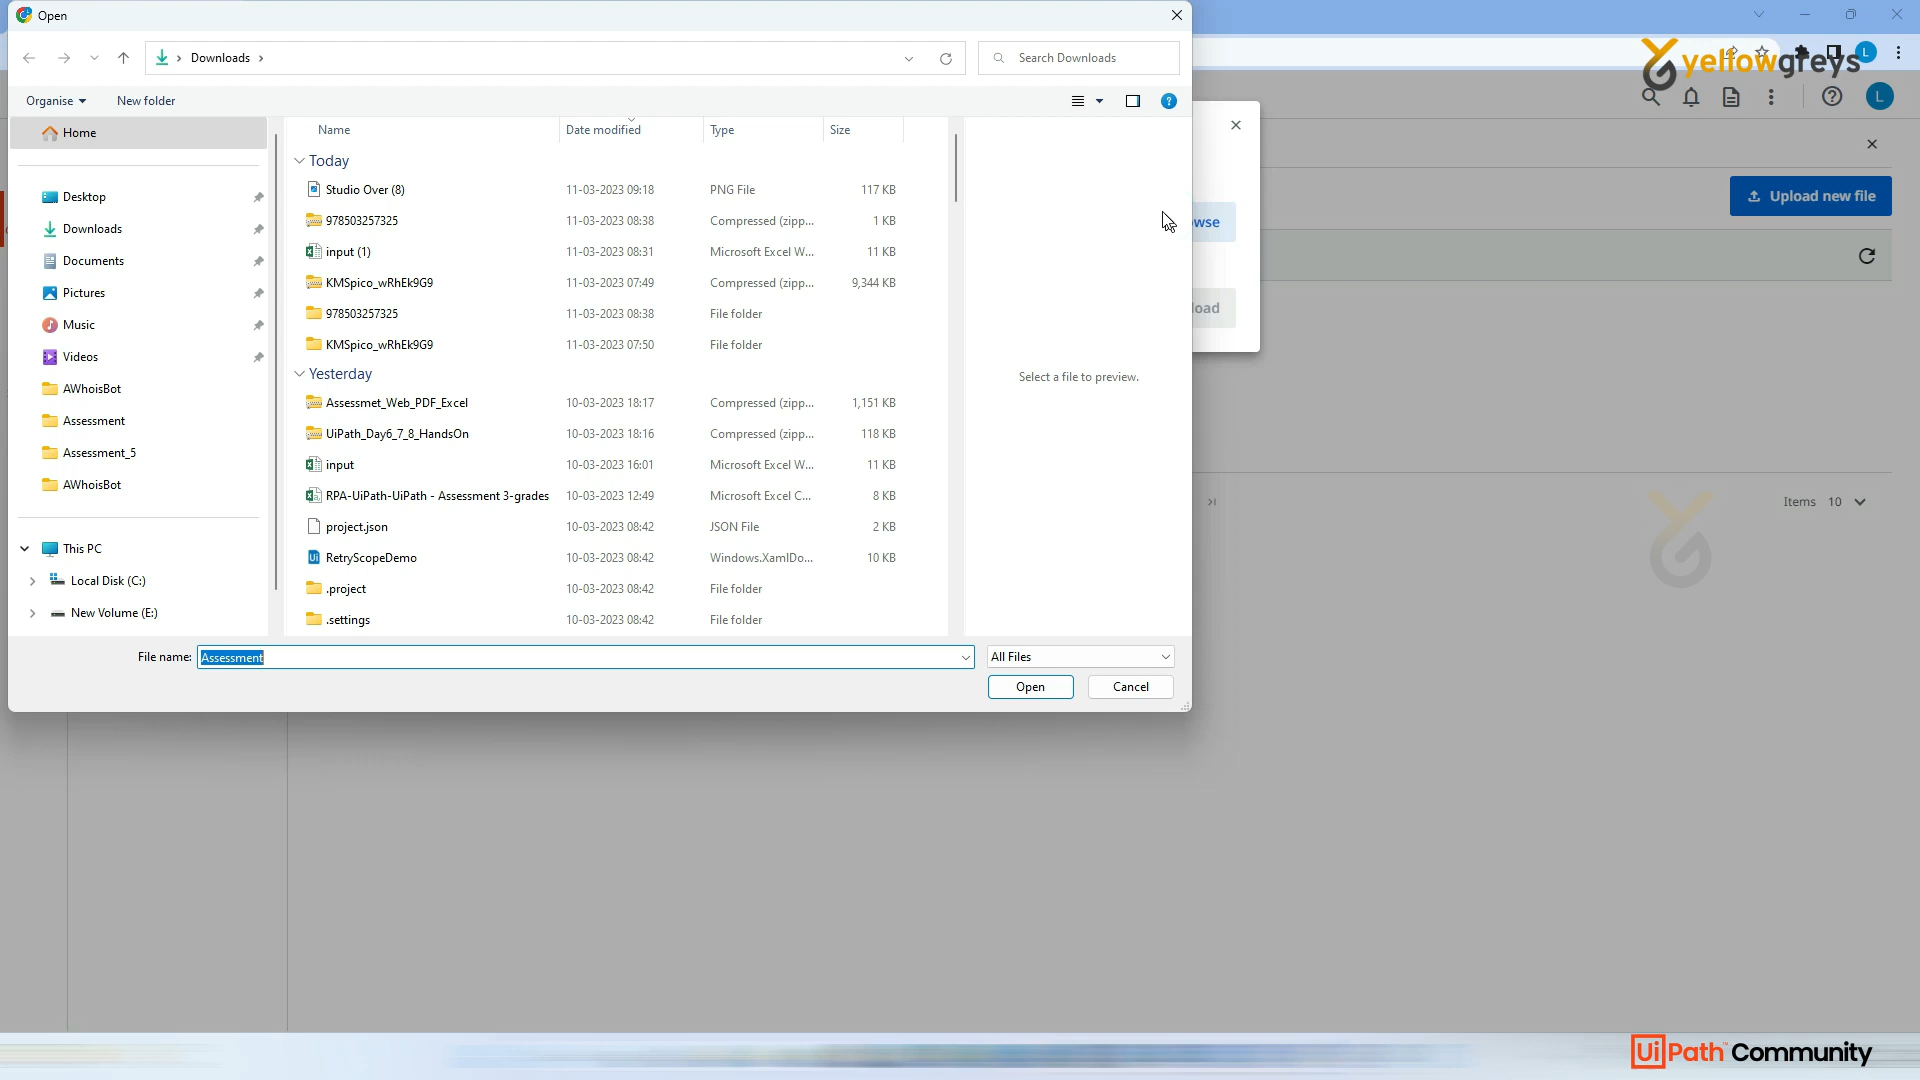 Open
yellowgreys
L
Downloads
Search Downloads
Organise
New folder
L
Home
Name
Date modified
Type
Size
Today
Studio Over (8) 11-03-2023 09:18 PNG File 117 KB
Desktop
Upload new file
978503257325 11-03-2023 08:38 Compressed (zipp... 1 KB
wse
Downloads
input (1) 11-03-2023 08:31 Microsoft Excel W... 11 KB
Documents
KMSpico_wRhEk9G9 11-03-2023 07:49 Compressed (zipp... 9,344 KB
Pictures
978503257325 11-03-2023 08:38 File folder
load
Music
KMSpico_wRhEk9G9 11-03-2023 07:50 File folder
Videos
Yesterday
Select a file to preview.
AWhoisBot
Assessmet_Web_PDF_Excel 10-03-2023 18:17 Compressed (zipp... 1,151 KB
Assessment
UiPath_Day6_7_8_HandsOn 10-03-2023 18:16 Compressed (zipp... 118 KB
Assessment_5
input 10-03-2023 16:01 Microsoft Excel W... 11 KB
AWhoisBot
RPA-UiPath-UiPath - Assessment 3-grades 10-03-2023 12:49 Microsoft Excel C... 8 KB
Items 10
project.json 10-03-2023 08:42 JSON File 2 KB
This PC
RetryScopeDemo 10-03-2023 08:42 Windows.XamlDo... 10 KB
Local Disk (C:)
.project 10-03-2023 08:42 File folder
New Volume (E:)
.settings 10-03-2023 08:42 File folder
File name: Assessment
All Files
Open
Cancel
UiPath™ Community